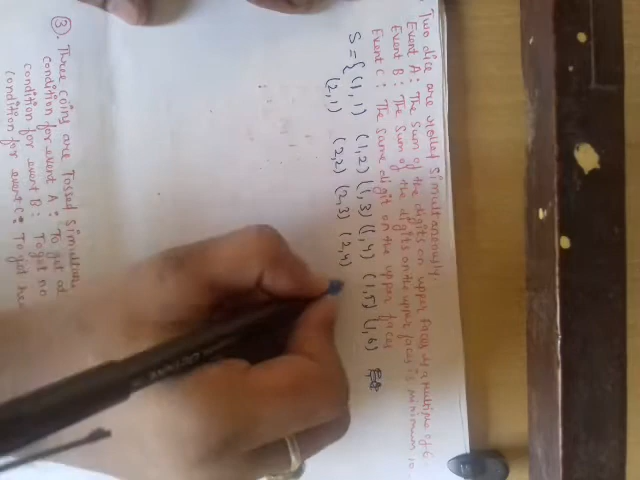 Two dice are rolled simultaneously.
Event A: The sum of the digits on upper faces is a multiple of 6.
Event B: The sum of the digits on the upper faces is minimum 10.
Event C: The same digit on the upper faces
S = { (1,1) (1,2) (1,3) (1,4) (1,5) (1,6)
(2,1) (2,2) (2,3) (2,4)
③. Three coins are Tossed
condition for event A: To get
condition for event B: To get no
condition for event C: To get